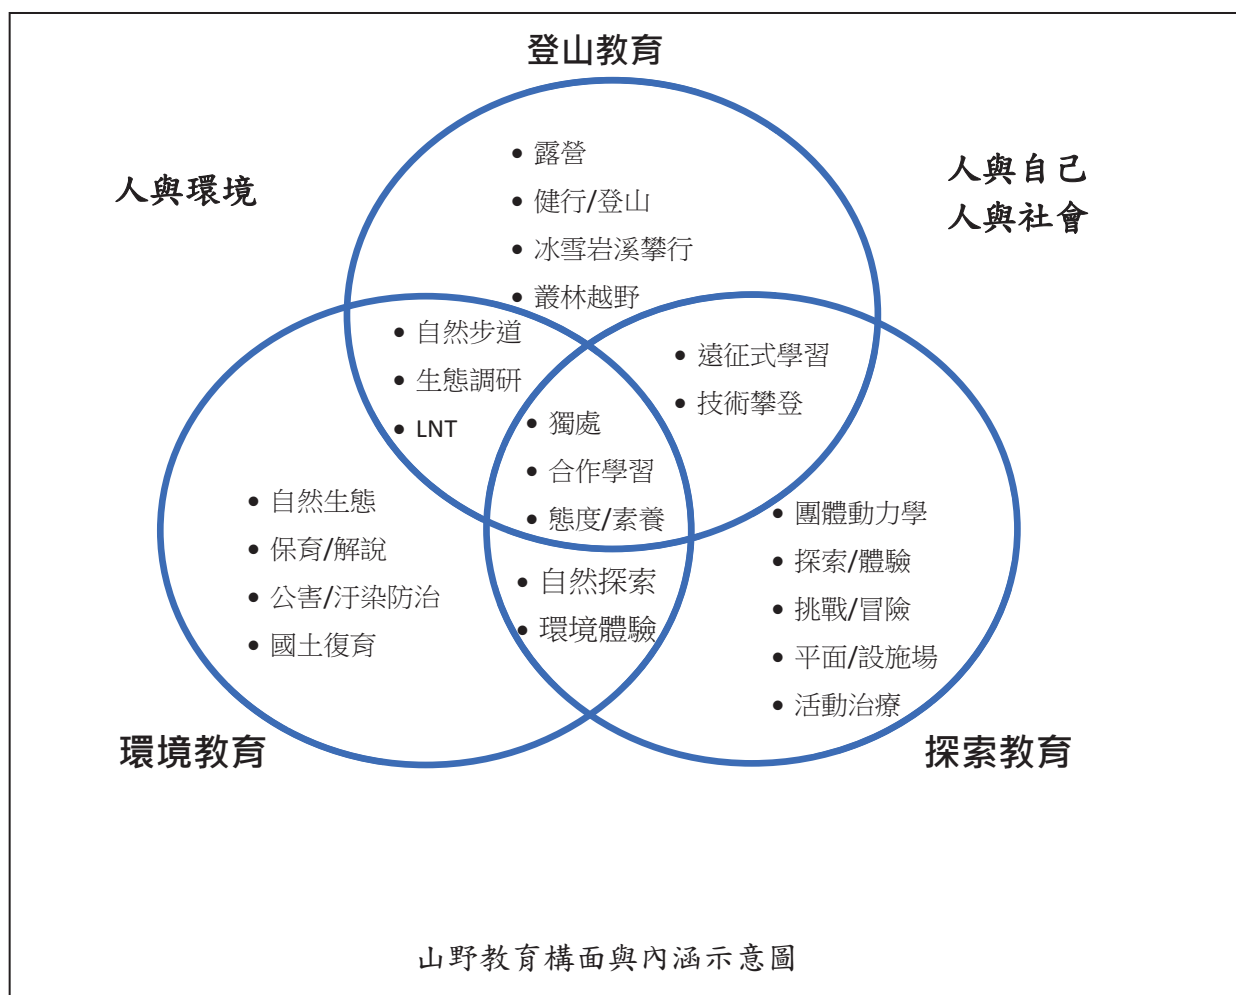 登山教育
人與環境
人與自己
人與社會
• 露營
• 健行/登山
• 冰雪岩溪攀行
• 叢林越野
• 自然步道
• 生態調研
• LNT
• 遠征式學習
• 技術攀登
• 獨處
• 合作學習
• 態度/素養
• 自然生態
• 保育/解說
• 公害/汙染防治
• 國土復育
• 自然探索
• 環境體驗
• 團體動力學
• 探索/體驗
• 挑戰/冒險
• 平面/設施場
• 活動治療
環境教育
探索教育
山野教育構面與內涵示意圖